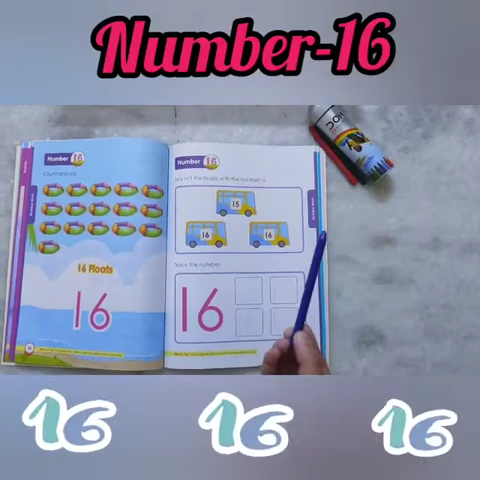 Number-16
Number 16
Count and say.
16 Floats
16
Number 16
the buses with the number 16.
15
16
16
Trace the number.
16
DOMS
16 16 16